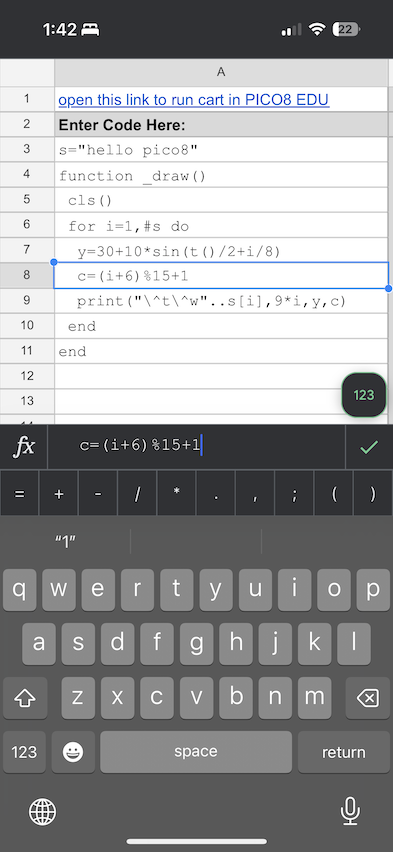 1:42
22
A
1 open this link to run cart in PICO8 EDU
2 Enter Code Here:
3 s="hello pico8"
4 function _draw()
5 cls()
6 for i=1,#s do
7 y=30+10*sin(t()/2+i/8)
8 c=(i+6)%15+1
9 print("\^t\^w"..s[i],9*i,y,c)
10 end
11 end
12
13
123
fx c=(i+6)%15+1
= + - / * . , ; ( )
“1”
q w e r t y u i o p
a s d f g h j k l
z x c v b n m
123 space return